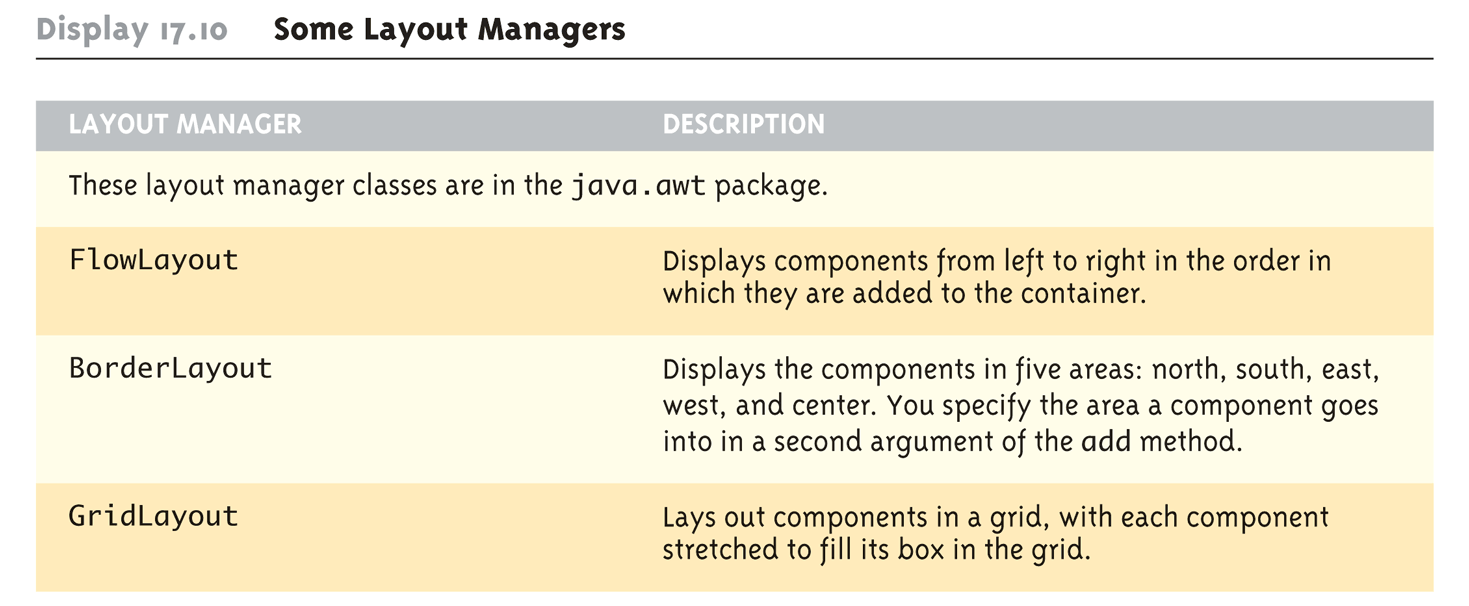 Display 17.10 Some Layout Managers
LAYOUT MANAGER DESCRIPTION
These layout manager classes are in the java.awt package.
FlowLayout Displays components from left to right in the order in
which they are added to the container.
BorderLayout Displays the components in five areas: north, south, east,
west, and center. You specify the area a component goes
into in a second argument of the add method.
GridLayout Lays out components in a grid, with each component
stretched to fill its box in the grid.